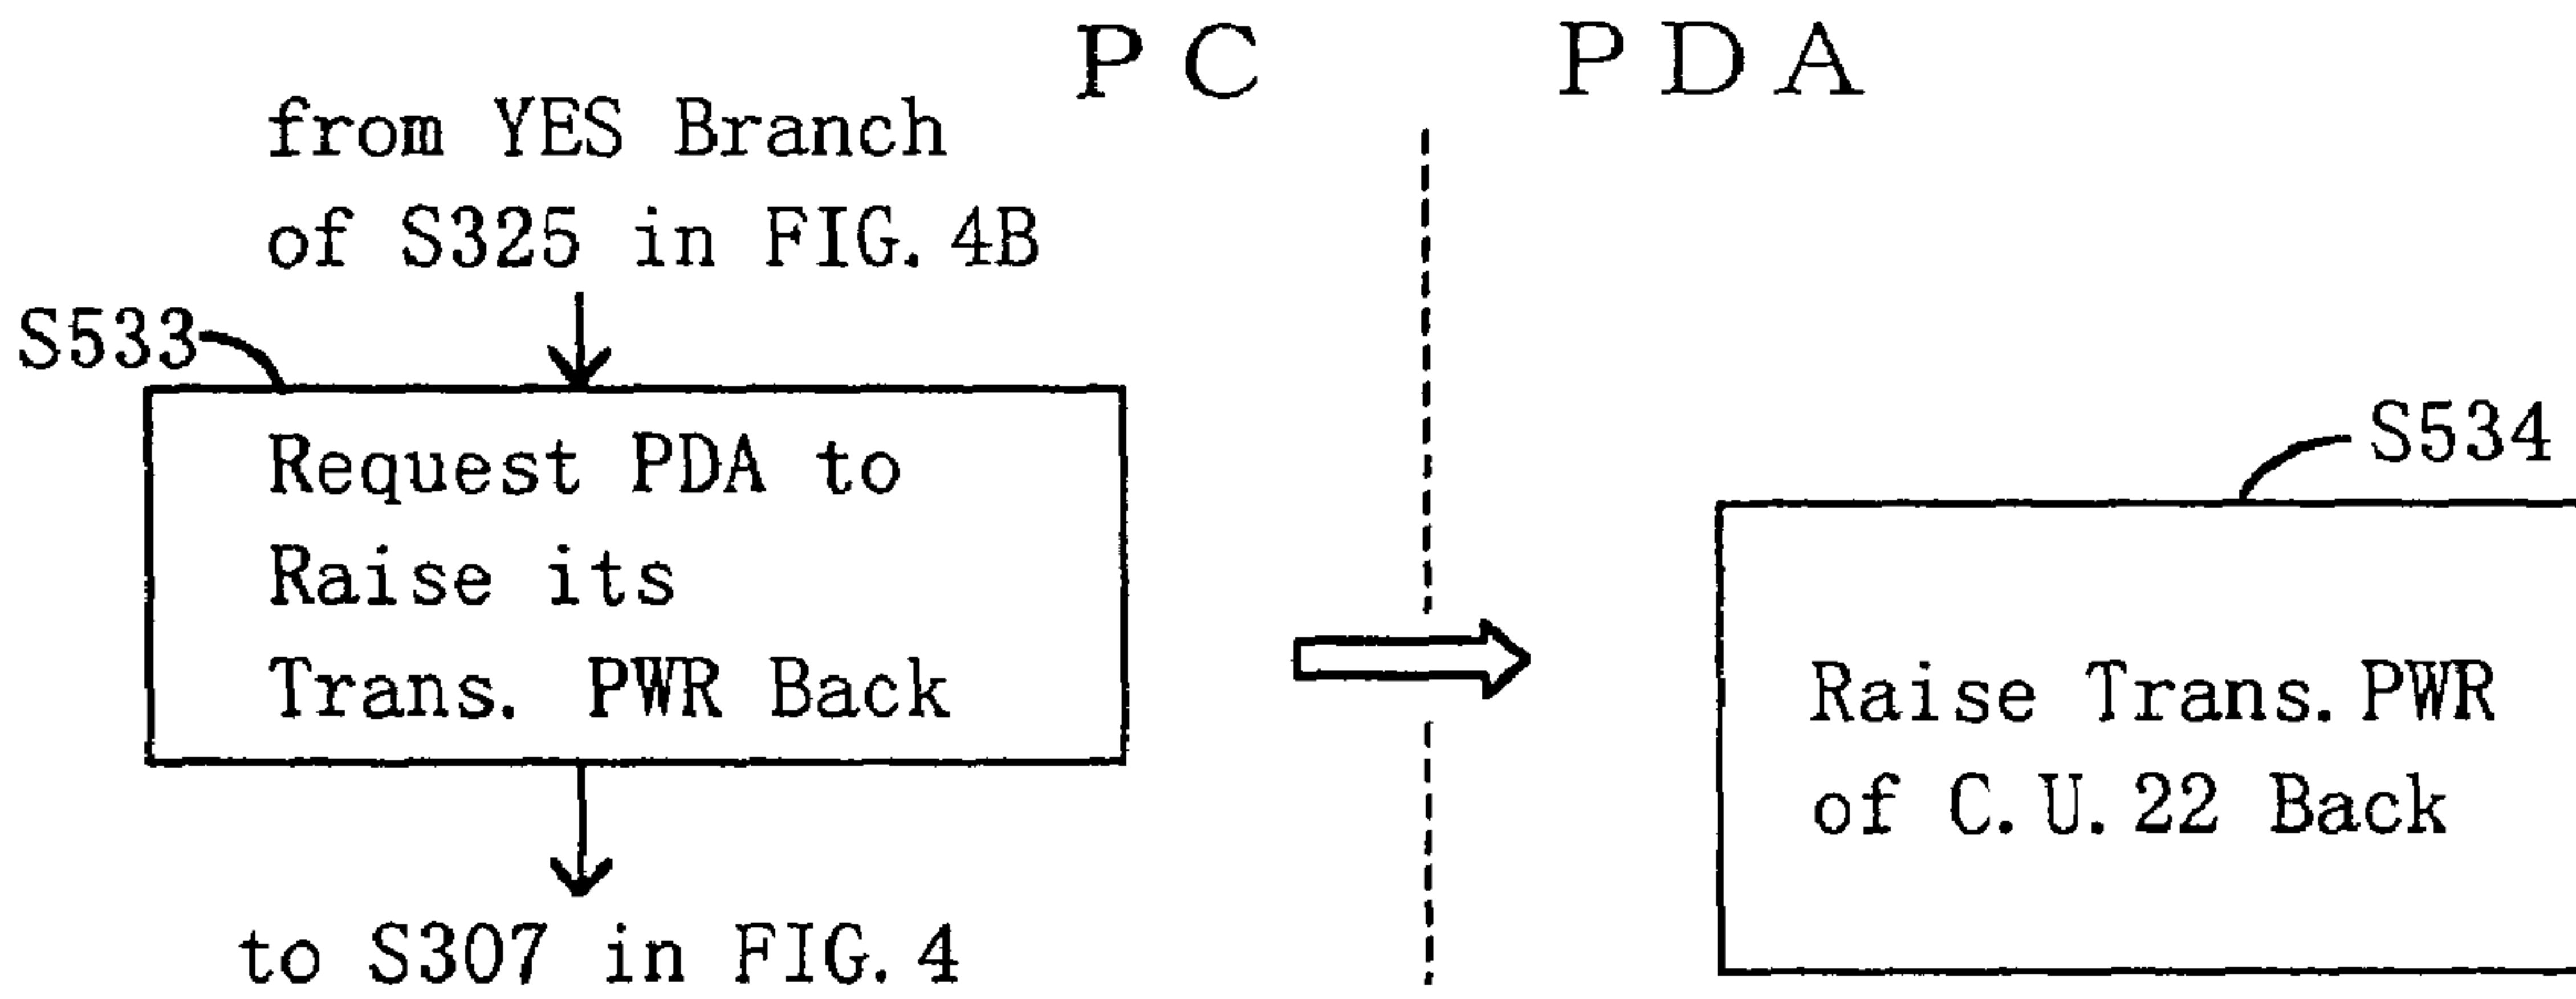 PC
PDA
from YES Branch
of S325 in FIG. 4B
S533
Request PDA to
Raise its
Trans. PWR Back
to S307 in FIG. 4
S534
Raise Trans. PWR
of C. U. 22 Back